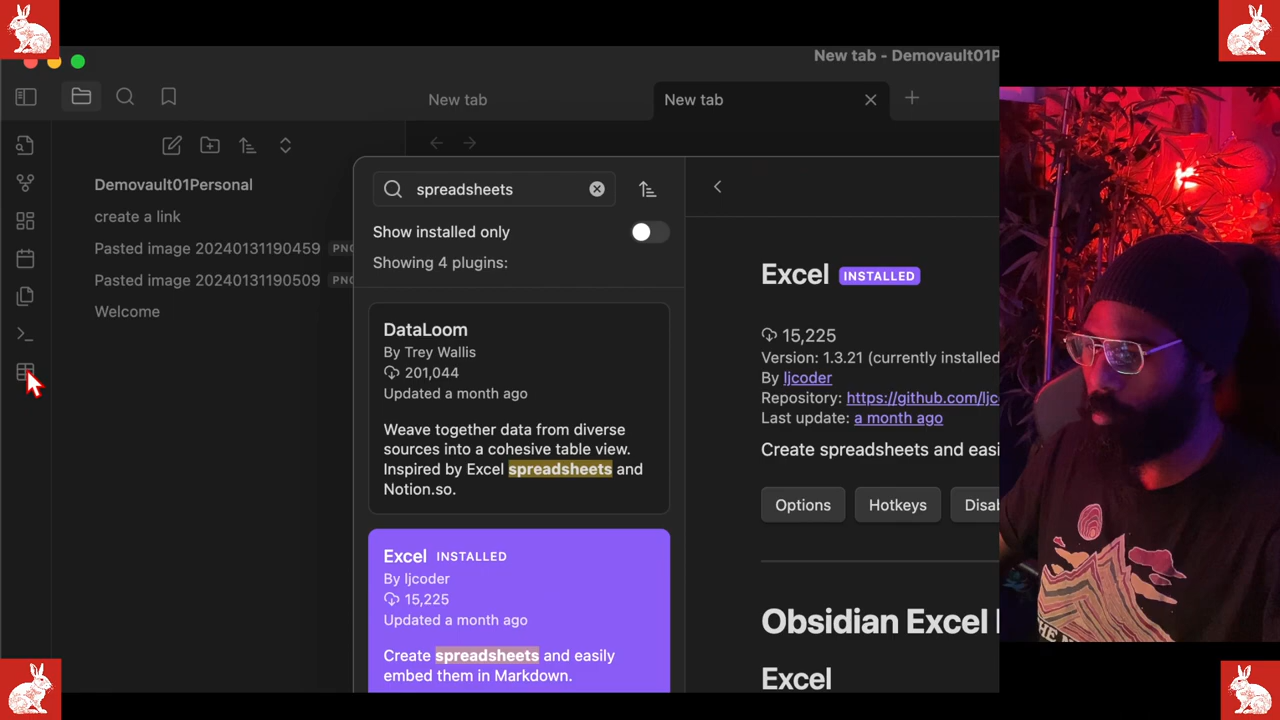 New tab - Demovault01P
New tab
New tab
Demovault01Personal
create a link
Pasted image 20240131190459 PNG
Pasted image 20240131190509 PNG
Welcome
spreadsheets
Show installed only
Showing 4 plugins:
DataLoom
By Trey Wallis
201,044
Updated a month ago
Weave together data from diverse
sources into a cohesive table view.
Inspired by Excel spreadsheets and
Notion.so.
Excel INSTALLED
By ljcoder
15,225
Updated a month ago
Create spreadsheets and easily
embed them in Markdown.
Excel INSTALLED
15,225
Version: 1.3.21 (currently installed
By ljcoder
Repository: https://github.com/ljc
Last update: a month ago
Create spreadsheets and easi
Options Hotkeys Disab
Obsidian Excel
Excel